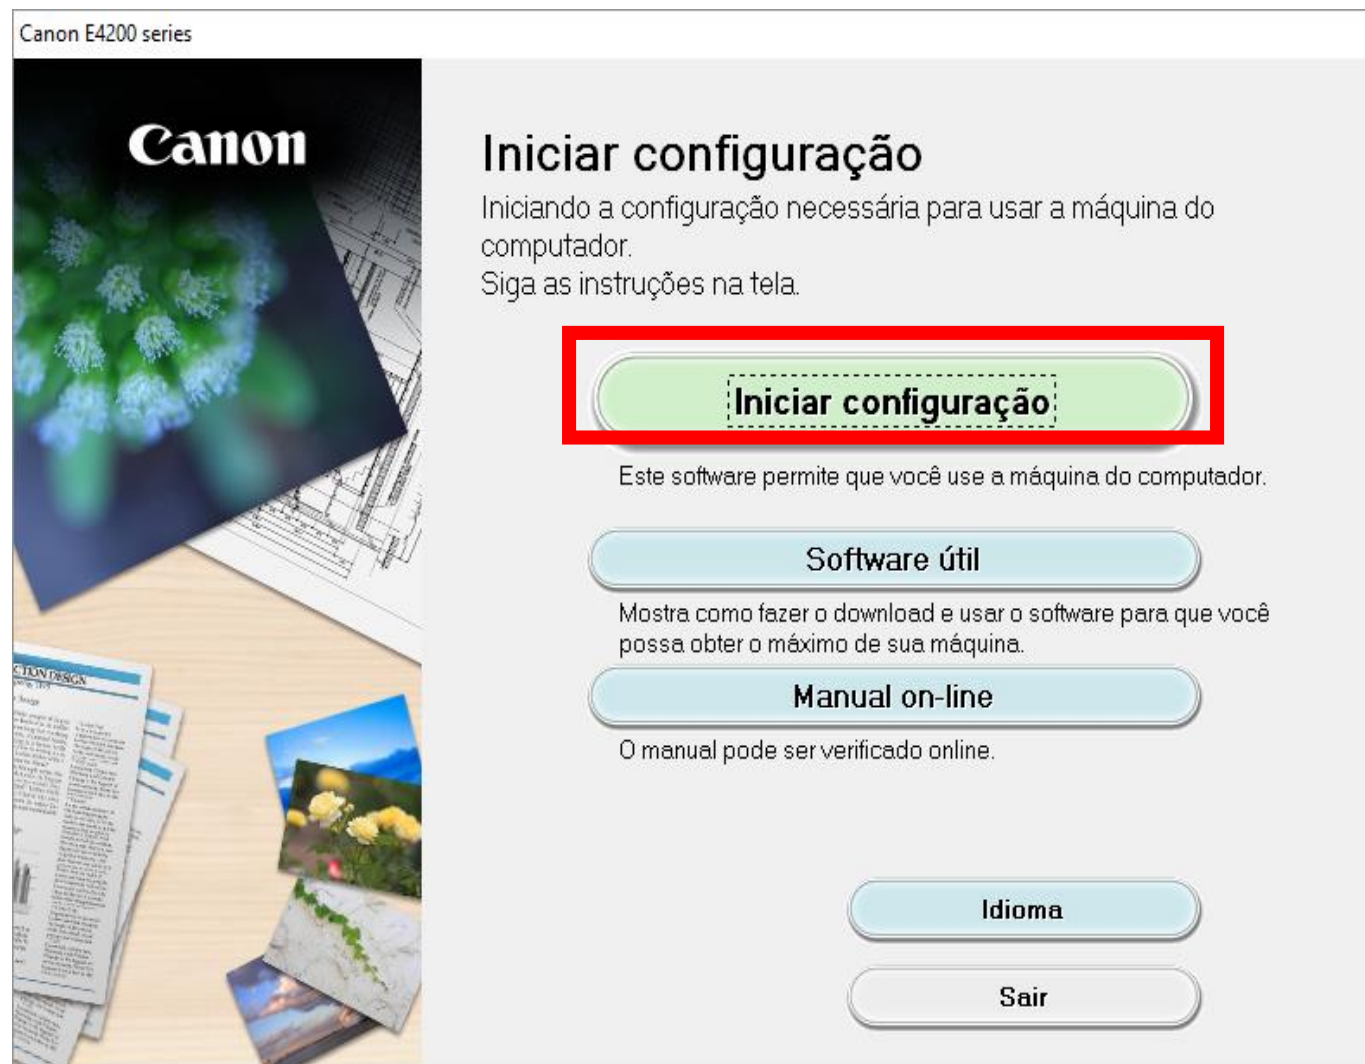 Canon E4200 series
Canon
Iniciar configuração
Iniciando a configuração necessária para usar a máquina do
computador.
Siga as instruções na tela.
Iniciar configuração
Este software permite que você use a máquina do computador.
Software útil
Mostra como fazer o download e usar o software para que você
possa obter o máximo de sua máquina.
Manual on-line
O manual pode ser verificado online.
Idioma
Sair